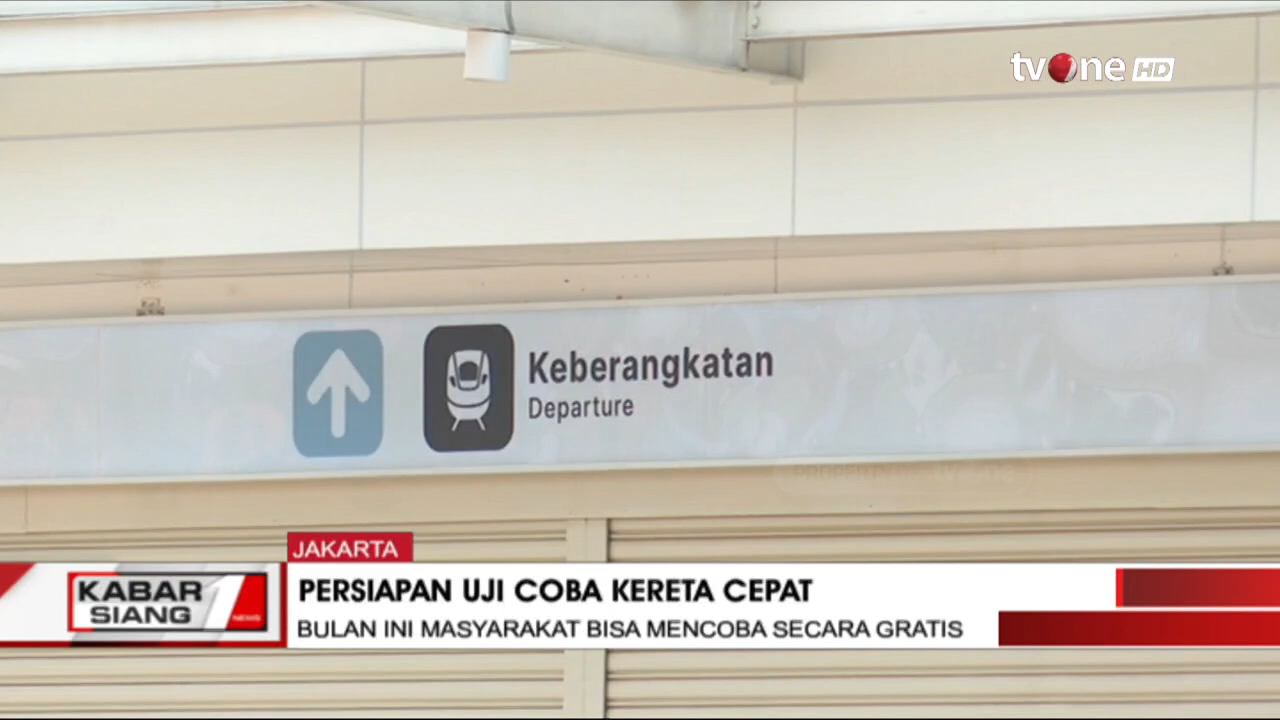 tvOne HD
Keberangkatan
Departure
JAKARTA
KABAR
SIANG
NEWS
PERSIAPAN UJI COBA KERETA CEPAT
BULAN INI MASYARAKAT BISA MENCOBA SECARA GRATIS